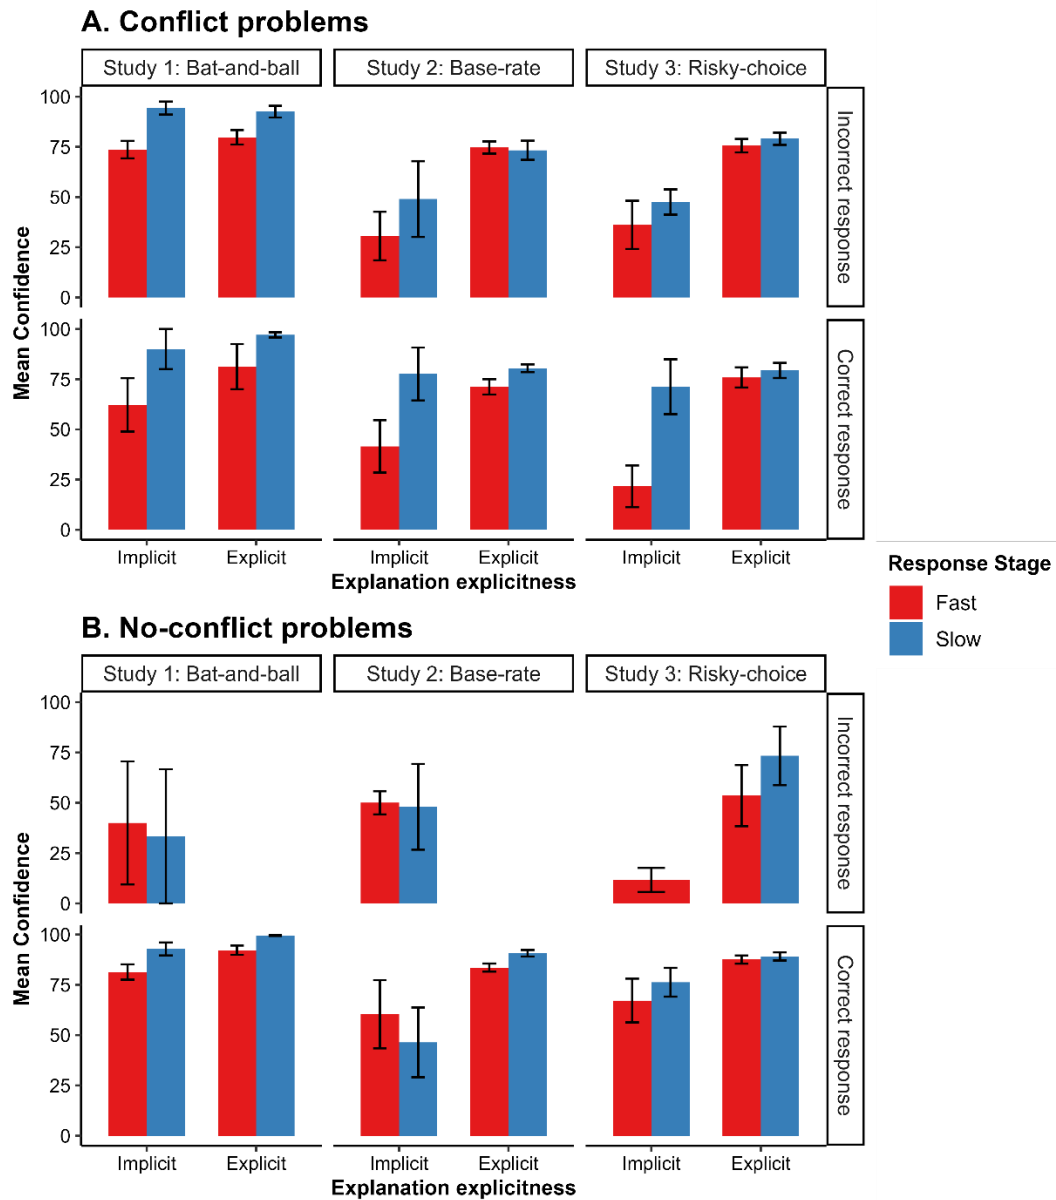 A. Conflict problems
Study 1: Bat-and-ball Study 2: Base-rate Study 3: Risky-choice
100
75
50
25
0
Incorrect response
Mean Confidence
100
75
50
25
0
Correct response
Implicit Explicit Implicit Explicit Implicit Explicit
Explanation explicitness
Response Stage
Fast
Slow
B. No-conflict problems
Study 1: Bat-and-ball Study 2: Base-rate Study 3: Risky-choice
100
75
50
25
0
Incorrect response
Mean Confidence
100
75
50
25
0
Correct response
Implicit Explicit Implicit Explicit Implicit Explicit
Explanation explicitness